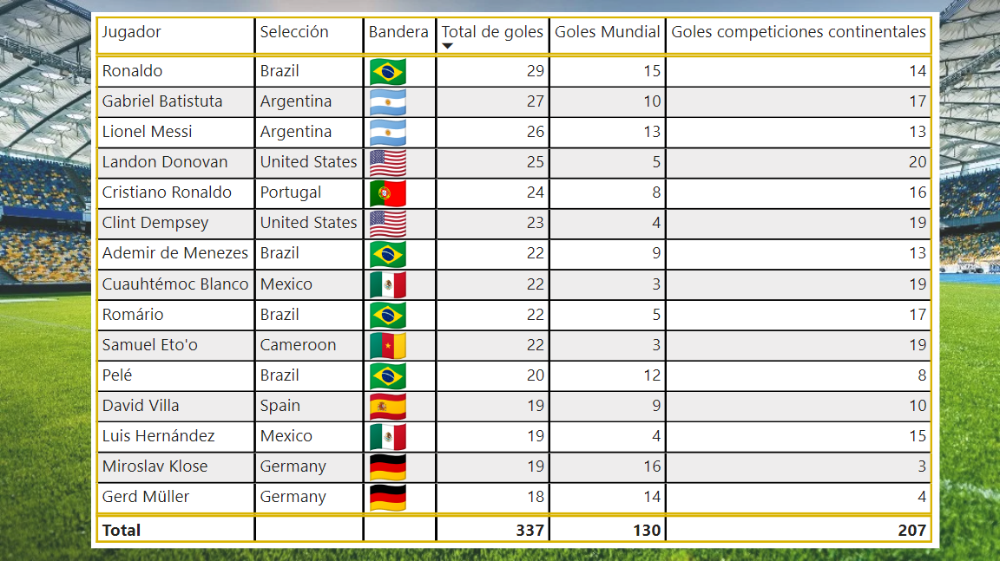 Jugador Selección Bandera Total de goles Goles Mundial Goles competiciones continentales
Ronaldo Brazil 29 15 14
Gabriel Batistuta Argentina 27 10 17
Lionel Messi Argentina 26 13 13
Landon Donovan United States 25 5 20
Cristiano Ronaldo Portugal 24 8 16
Clint Dempsey United States 23 4 19
Ademir de Menezes Brazil 22 9 13
Cuauhtémoc Blanco Mexico 22 3 19
Romário Brazil 22 5 17
Samuel Eto'o Cameroon 22 3 19
Pelé Brazil 20 12 8
David Villa Spain 19 9 10
Luis Hernández Mexico 19 4 15
Miroslav Klose Germany 19 16 3
Gerd Müller Germany 18 14 4
Total 337 130 207